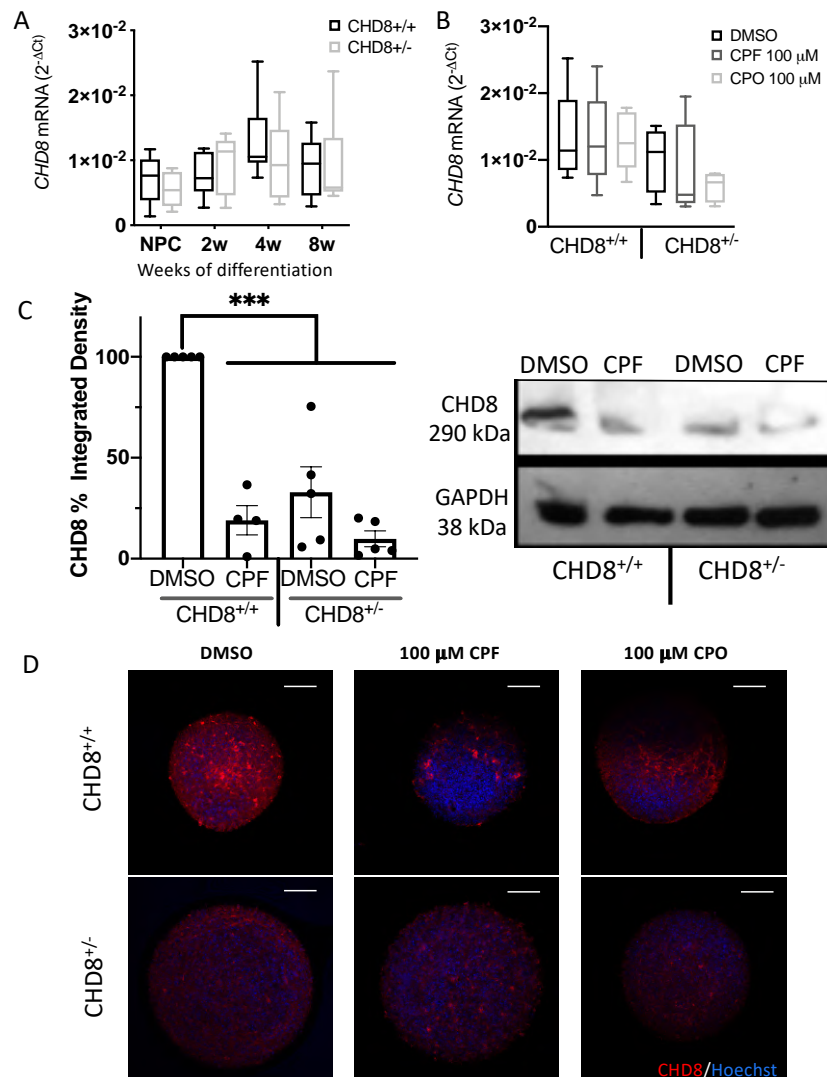 A
CHD8 mRNA (2^-ΔCt)
3×10^-2
2×10^-2
1×10^-2
0
CHD8+/+
CHD8+/-
NPC 2w 4w 8w
Weeks of differentiation
B
CHD8 mRNA (2^-ΔCt)
3×10^-2
2×10^-2
1×10^-2
0
DMSO
CPF 100 μM
CPO 100 μM
CHD8+/+ CHD8+/-
C
CHD8 % Integrated Density
100
50
0
***
DMSO CPF DMSO CPF
CHD8+/+ CHD8+/-
DMSO CPF DMSO CPF
CHD8
290 kDa
GAPDH
38 kDa
CHD8+/+ CHD8+/-
D
DMSO 100 μM CPF 100 μM CPO
CHD8+/+
CHD8+/-
CHD8/Hoechst